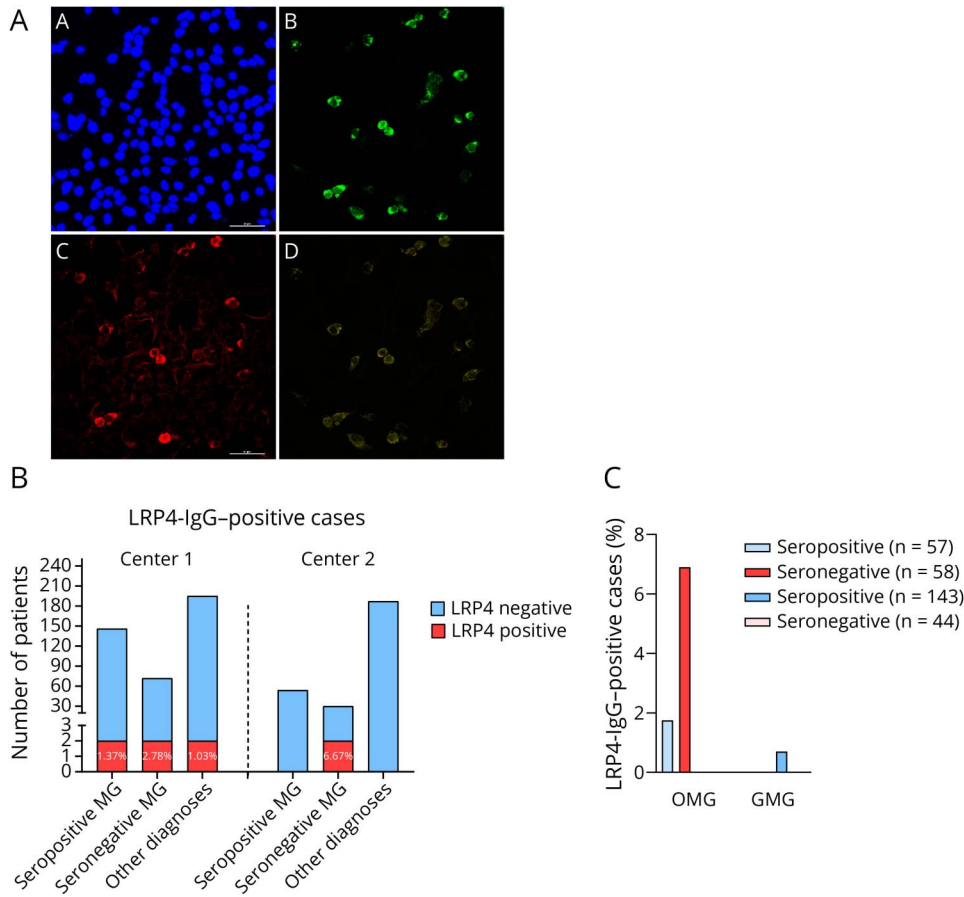 A
A
B
C
D
B
LRP4-IgG–positive cases
Center 1
Center 2
Number of patients
240
210
180
150
120
90
60
30
3
2
1
0
1.37%
2.78%
1.03%
6.67%
LRP4 negative
LRP4 positive
Seropositive MG
Seronegative MG
Other diagnoses
Seropositive MG
Seronegative MG
Other diagnoses
C
LRP4-IgG–positive cases (%)
8
6
4
2
0
Seropositive (n = 57)
Seronegative (n = 58)
Seropositive (n = 143)
Seronegative (n = 44)
OMG
GMG